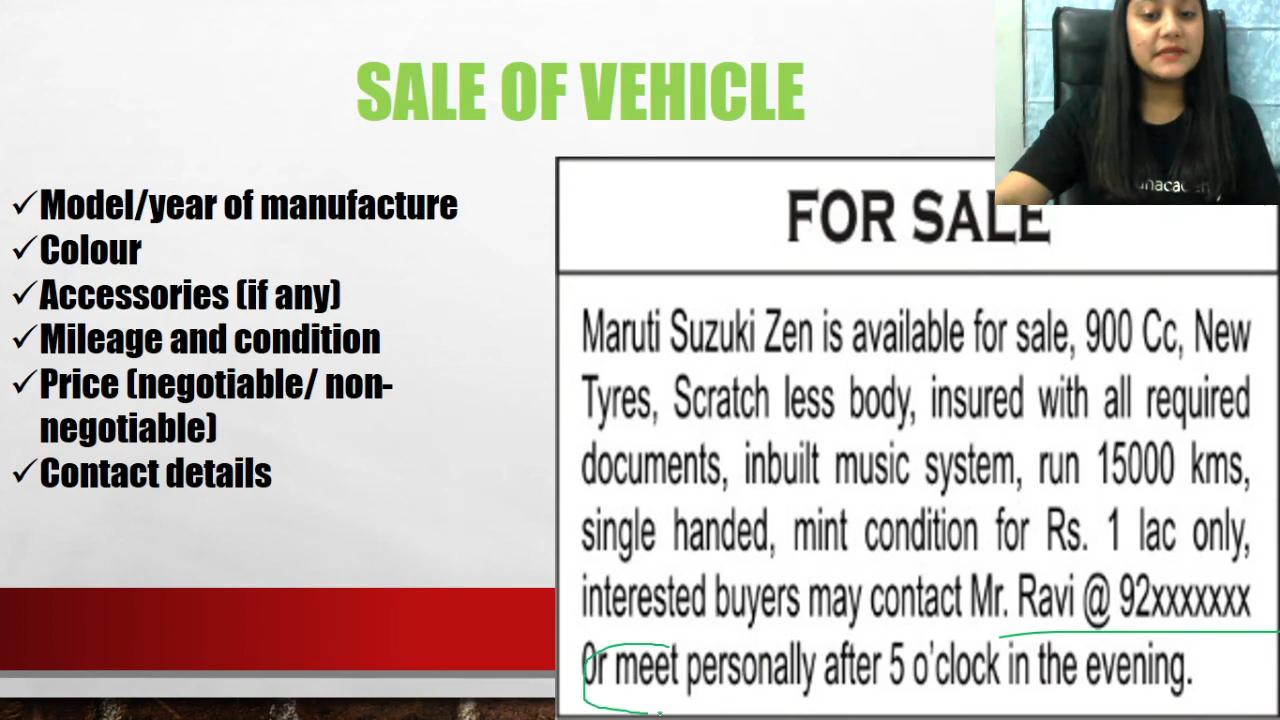 SALE OF VEHICLE
✓Model/year of manufacture
✓Colour
✓Accessories (if any)
✓Mileage and condition
✓Price (negotiable/ non-
negotiable)
✓Contact details
FOR SALE
Maruti Suzuki Zen is available for sale, 900 Cc, New
Tyres, Scratch less body, insured with all required
documents, inbuilt music system, run 15000 kms,
single handed, mint condition for Rs. 1 lac only,
interested buyers may contact Mr. Ravi @ 92xxxxxxx
0r meet personally after 5 o'clock in the evening.